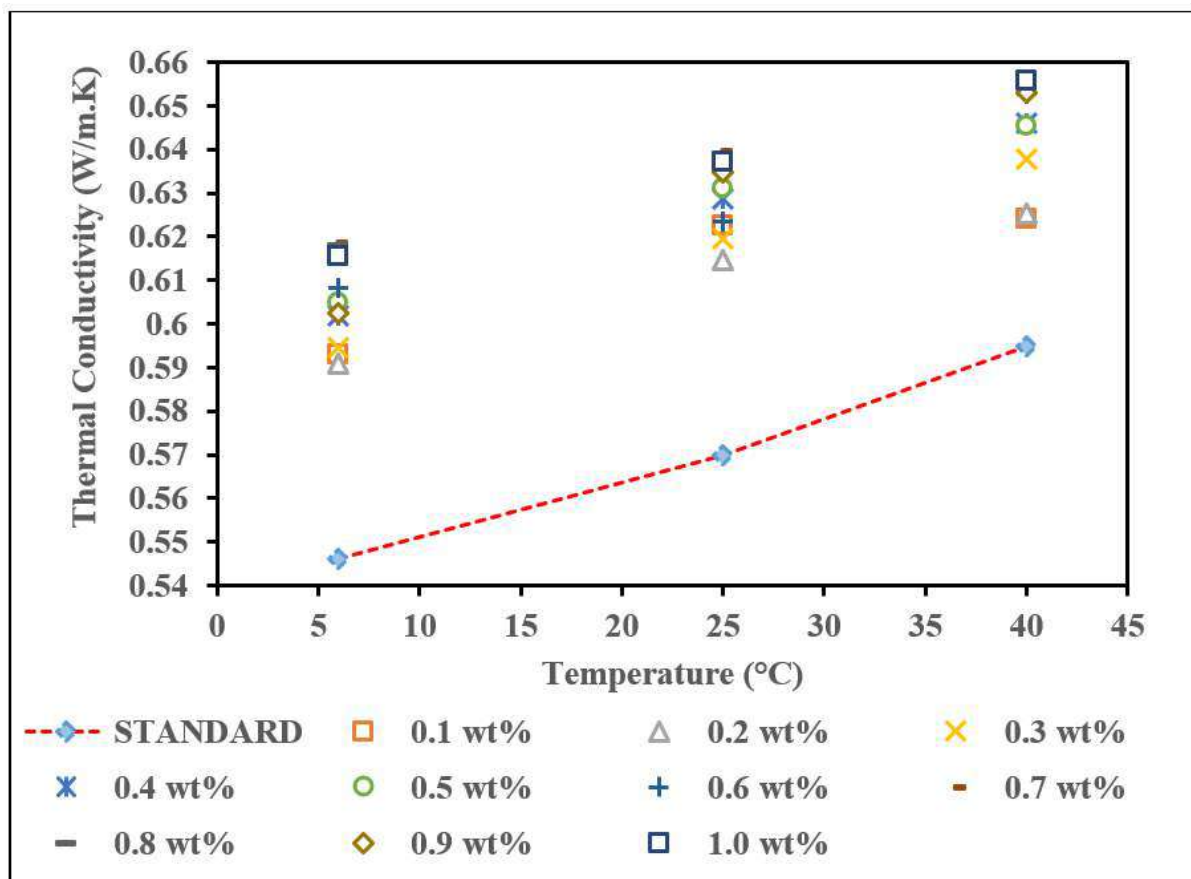 Thermal Conductivity (W/m.K)
0.66
0.65
0.64
0.63
0.62
0.61
0.6
0.59
0.58
0.57
0.56
0.55
0.54
0 5 10 15 20 25 30 35 40 45
Temperature (°C)
STANDARD 0.1 wt% 0.2 wt% 0.3 wt%
0.4 wt% 0.5 wt% 0.6 wt% 0.7 wt%
0.8 wt% 0.9 wt% 1.0 wt%